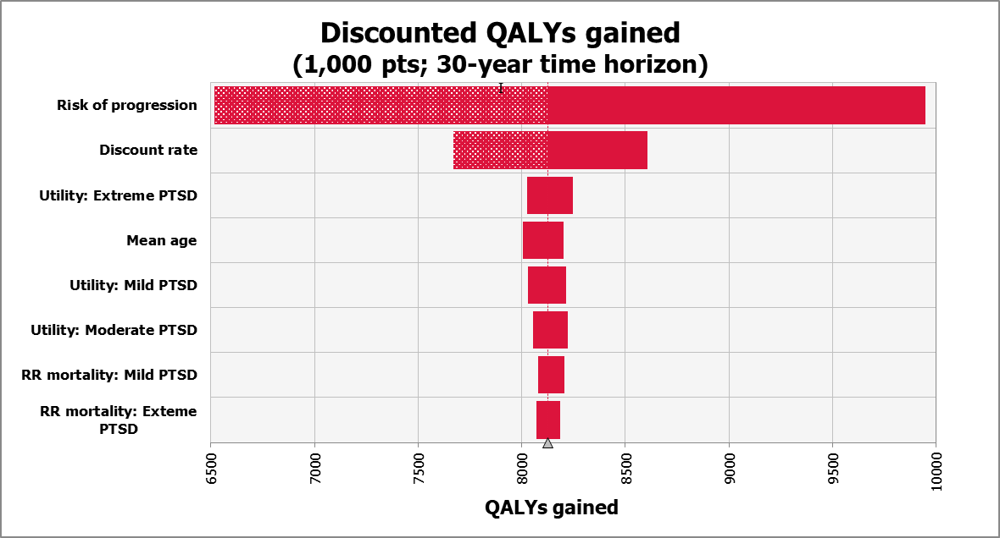 Discounted QALYs gained
(1,000 pts; 30-year time horizon)
Risk of progression
Discount rate
Utility: Extreme PTSD
Mean age
Utility: Mild PTSD
Utility: Moderate PTSD
RR mortality: Mild PTSD
RR mortality: Exteme
PTSD
6500
7000
7500
8000
8500
9000
9500
10000
QALYs gained